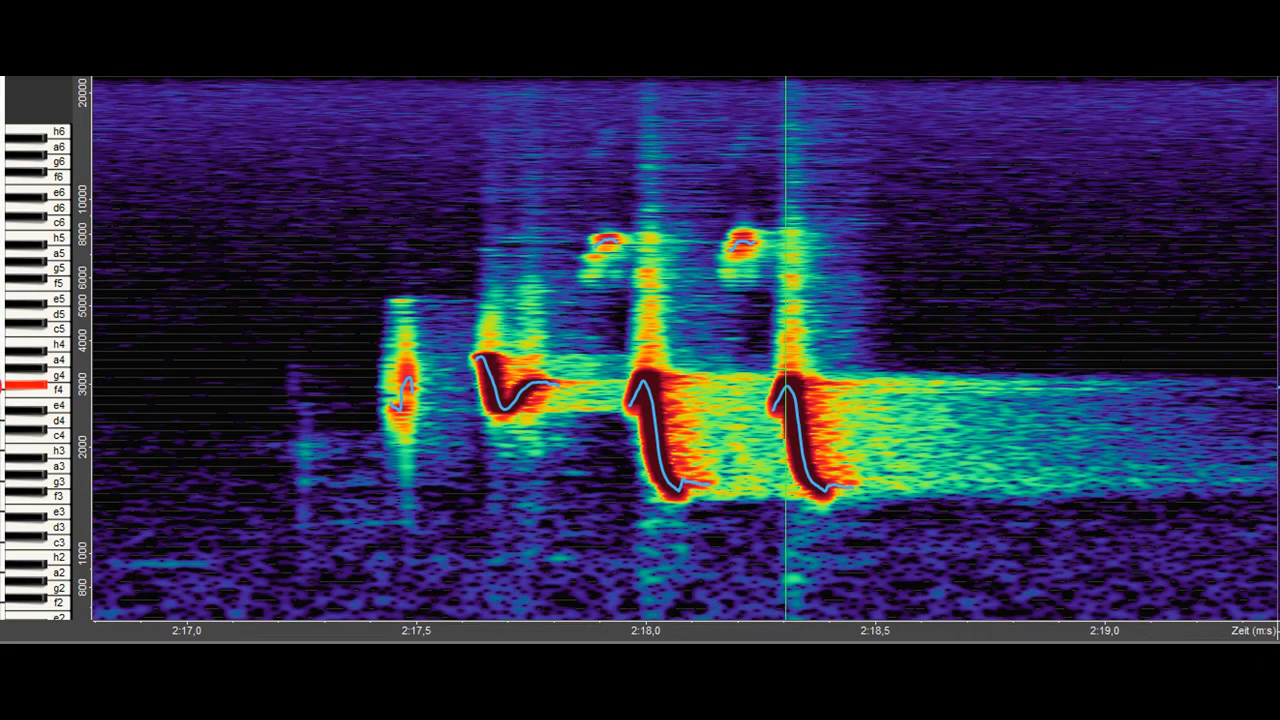 20000
h6
a6
g6
f6
10000
e6
d6
c6
8000
h5
a5
g5
6000
f5
e5
5000
d5
c5
4000
h4
a4
g4
3000
f4
e4
d4
c4
2000
h3
a3
g3
f3
e3
d3
c3
1000
h2
a2
800
g2
f2
e2
2:17,0 2:17,5 2:18,0 2:18,5 2:19,0 Zeit (m:s)